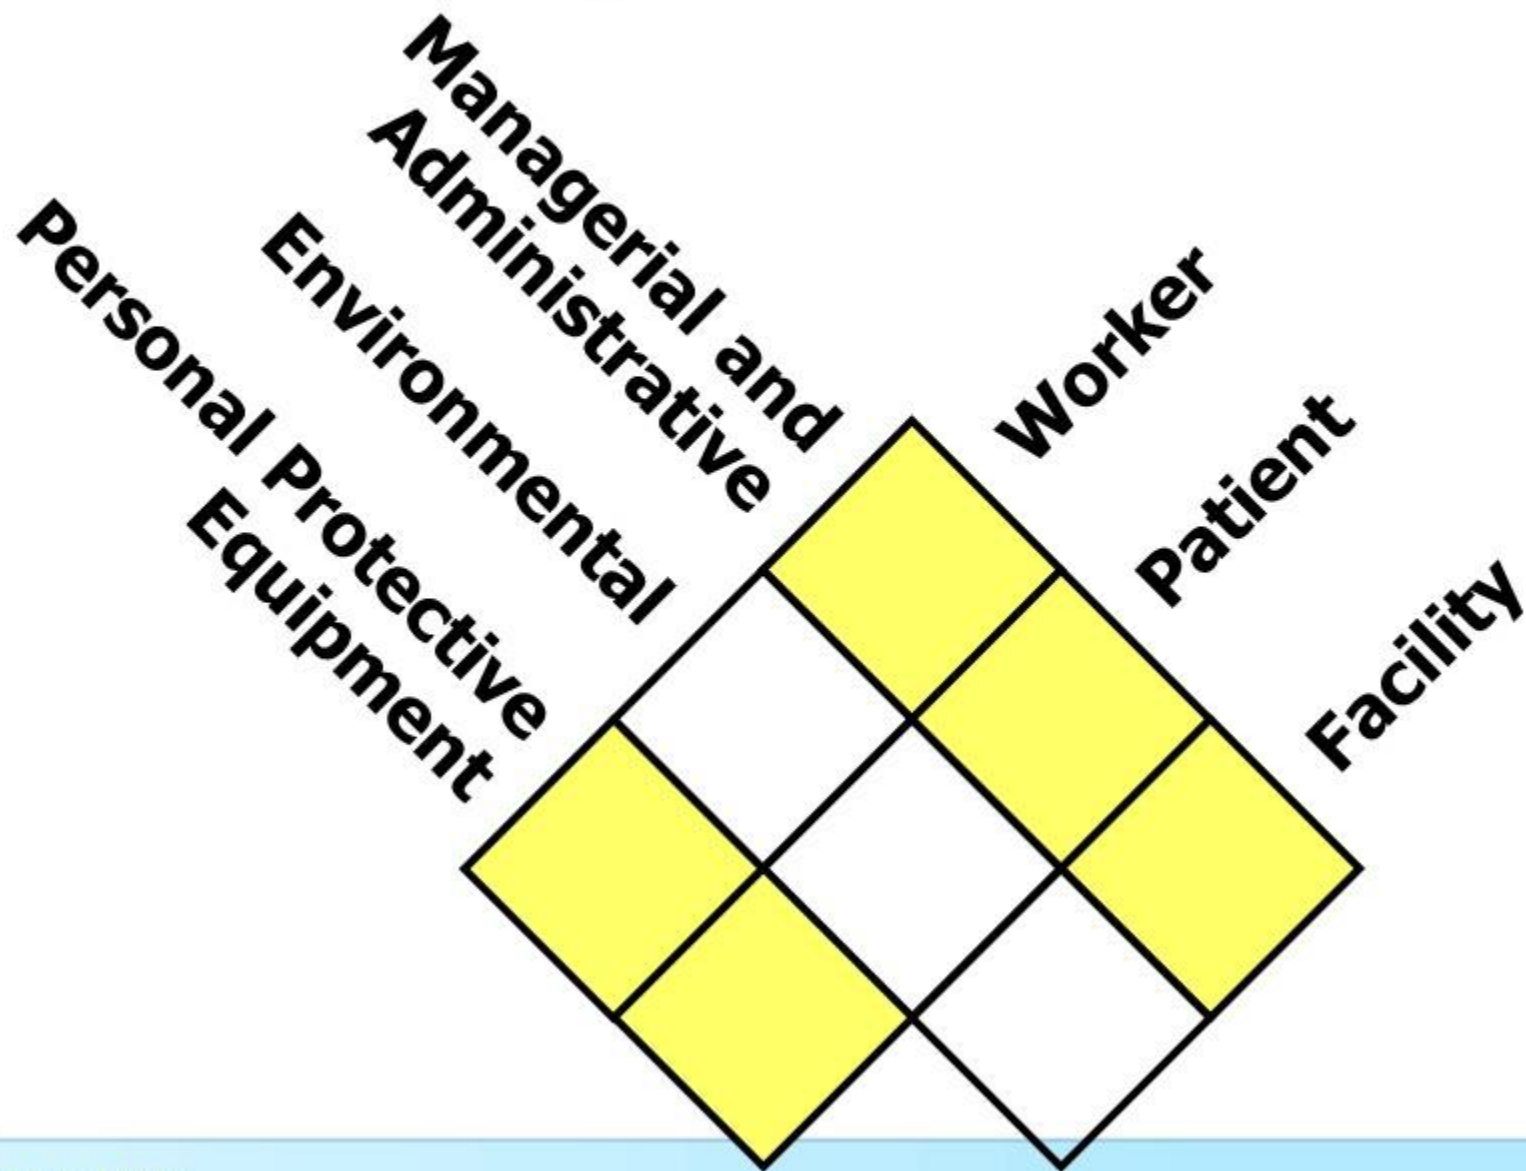 Managerial and
Administrative
Environmental
Personal Protective
Equipment
Worker
Patient
Facility